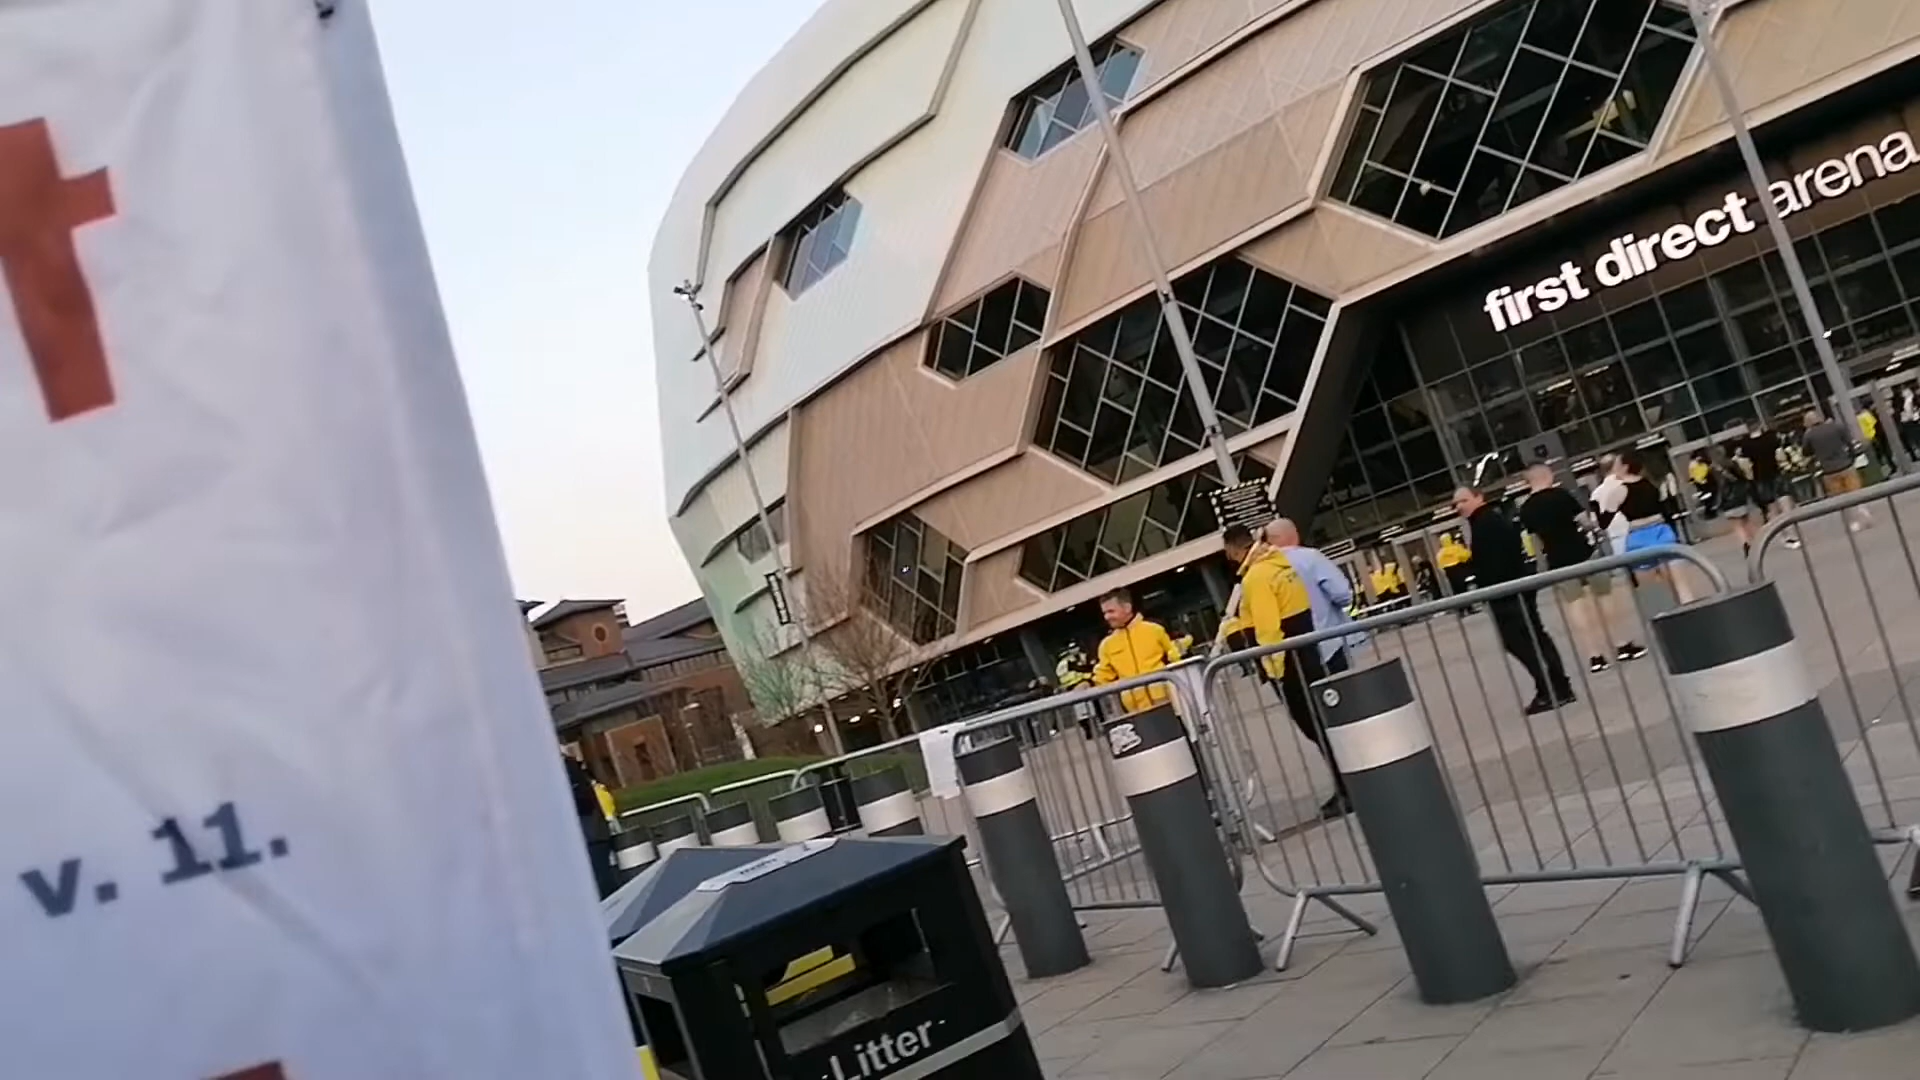 t
v. 11.
first direct arena
Litter